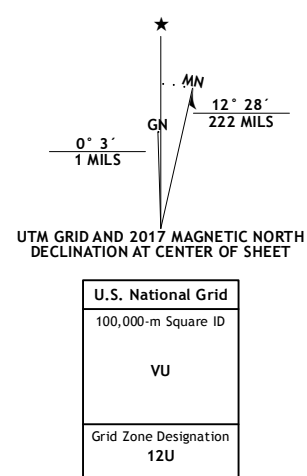 ★
MN
12° 28´
222 MILS
GN
0° 3´
1 MILS
UTM GRID AND 2017 MAGNETIC NORTH
DECLINATION AT CENTER OF SHEET
U.S. National Grid
100,000-m Square ID
VU
Grid Zone Designation
12U